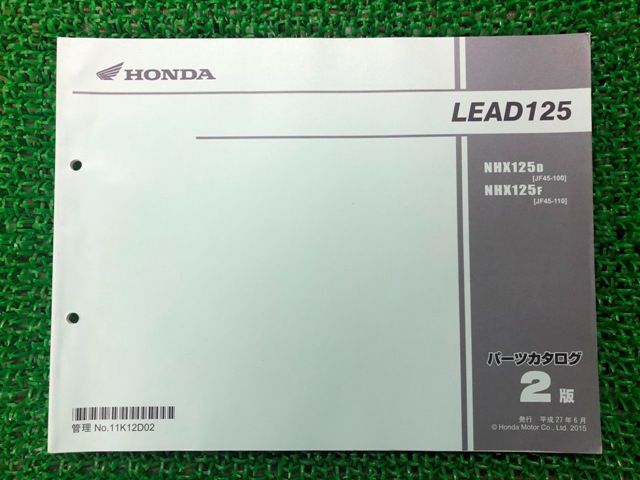 HONDA
LEAD125
NHX125D
[JF45-100]
NHX125F
[JF45-110]
パーツカタログ
2版
発行 平成27年6月
© Honda Motor Co., Ltd. 2015
管理 No.11K12D02